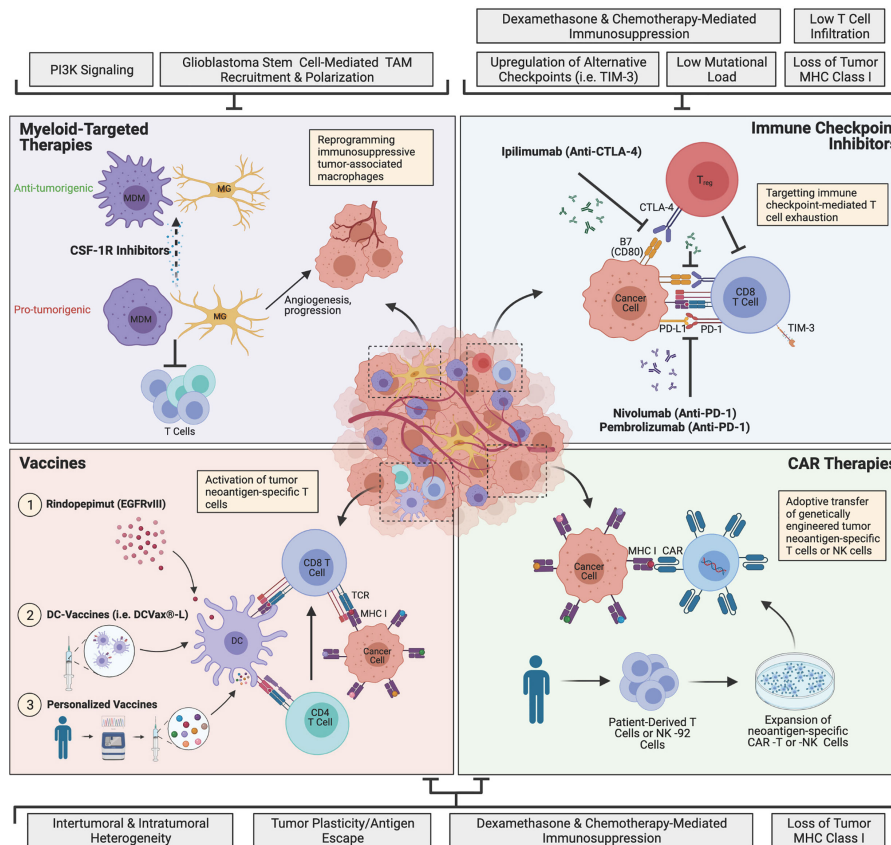 Dexamethasone & Chemotherapy-Mediated
Immunosuppression
Low T Cell
Infiltration
PI3K Signaling
Glioblastoma Stem Cell-Mediated TAM
Recruitment & Polarization
Upregulation of Alternative
Checkpoints (i.e. TIM-3)
Low Mutational
Load
Loss of Tumor
MHC Class I
Myeloid-Targeted
Therapies
Reprogramming
immunosuppressive
tumor-associated
macrophages
Anti-tumorigenic
MDM
MG
CSF-1R Inhibitors
Pro-tumorigenic
MDM
MG
Angiogenesis,
progression
T Cells
Immune Checkpoint
Inhibitors
Ipilimumab (Anti-CTLA-4)
Treg
CTLA-4
Targetting immune
checkpoint-mediated T
cell exhaustion
B7
(CD80)
Cancer
Cell
CD8
T Cell
PD-L1
PD-1
TIM-3
Nivolumab (Anti-PD-1)
Pembrolizumab (Anti-PD-1)
Vaccines
Activation of tumor
neoantigen-specific T
cells
1
Rindopepimut (EGFRvIII)
CD8 T
Cell
TCR
MHC I
2
DC-Vaccines (i.e. DCVax®-L)
DC
Cancer
Cell
3
Personalized Vaccines
CD4
T Cell
CAR Therapies
Adoptive transfer
of genetically
engineered tumor
neoantigen-specific
T cells or NK cells
MHC I
CAR
Cancer
Cell
Patient-Derived T
Cells or NK -92
Cells
Expansion of
neoantigen-specific
CAR -T or -NK Cells
Intertumoral & Intratumoral
Heterogeneity
Tumor Plasticity/Antigen
Escape
Dexamethasone & Chemotherapy-Mediated
Immunosuppression
Loss of Tumor
MHC Class I